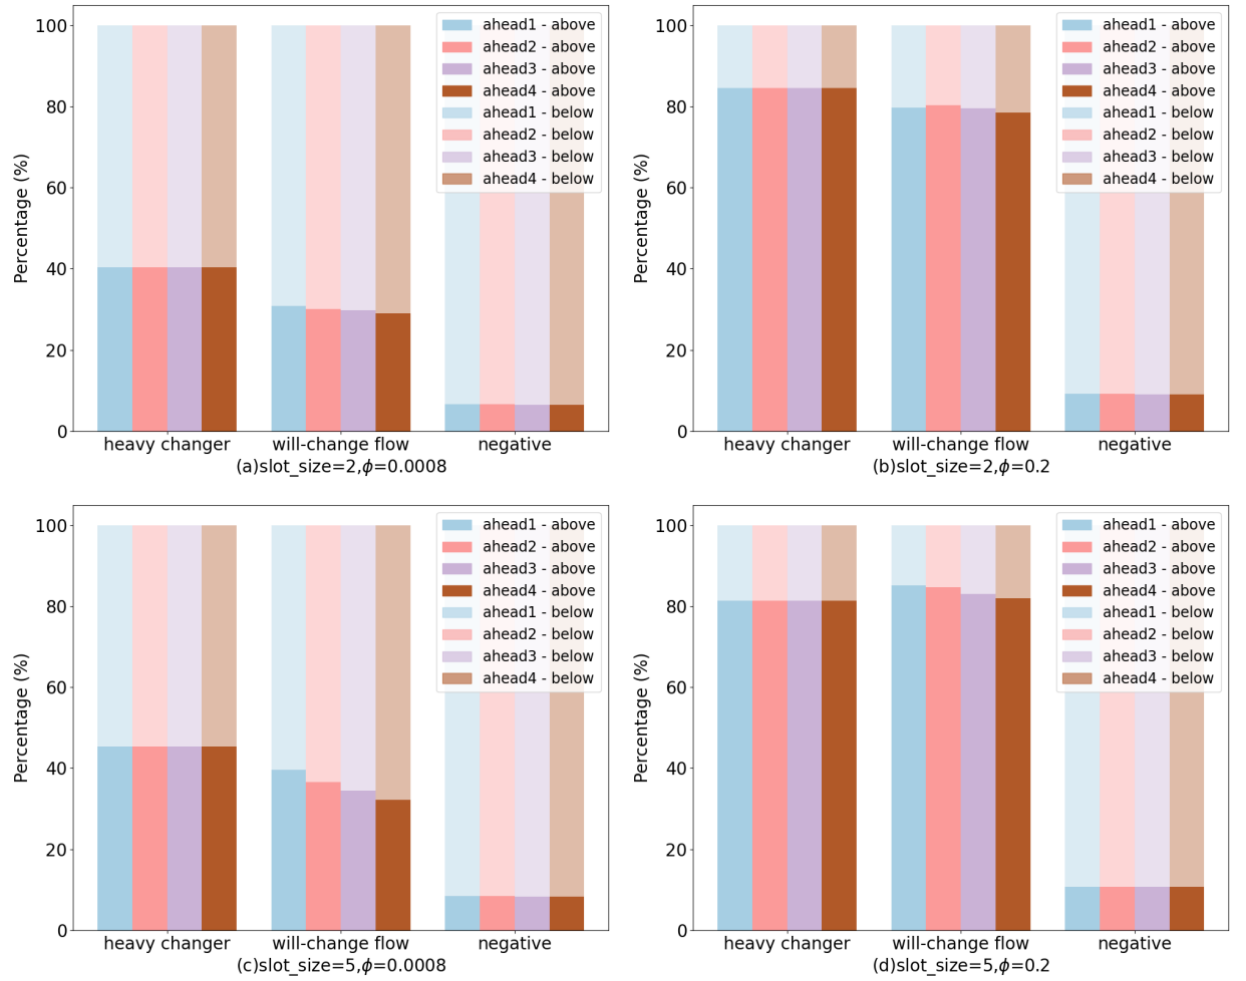 100
80
60
40
20
0
Percentage (%)
ahead1 - above
ahead2 - above
ahead3 - above
ahead4 - above
ahead1 - below
ahead2 - below
ahead3 - below
ahead4 - below
heavy changer will-change flow negative
(a)slot_size=2,ϕ=0.0008
100
80
60
40
20
0
Percentage (%)
ahead1 - above
ahead2 - above
ahead3 - above
ahead4 - above
ahead1 - below
ahead2 - below
ahead3 - below
ahead4 - below
heavy changer will-change flow negative
(b)slot_size=2,ϕ=0.2
100
80
60
40
20
0
Percentage (%)
ahead1 - above
ahead2 - above
ahead3 - above
ahead4 - above
ahead1 - below
ahead2 - below
ahead3 - below
ahead4 - below
heavy changer will-change flow negative
(c)slot_size=5,ϕ=0.0008
100
80
60
40
20
0
Percentage (%)
ahead1 - above
ahead2 - above
ahead3 - above
ahead4 - above
ahead1 - below
ahead2 - below
ahead3 - below
ahead4 - below
heavy changer will-change flow negative
(d)slot_size=5,ϕ=0.2